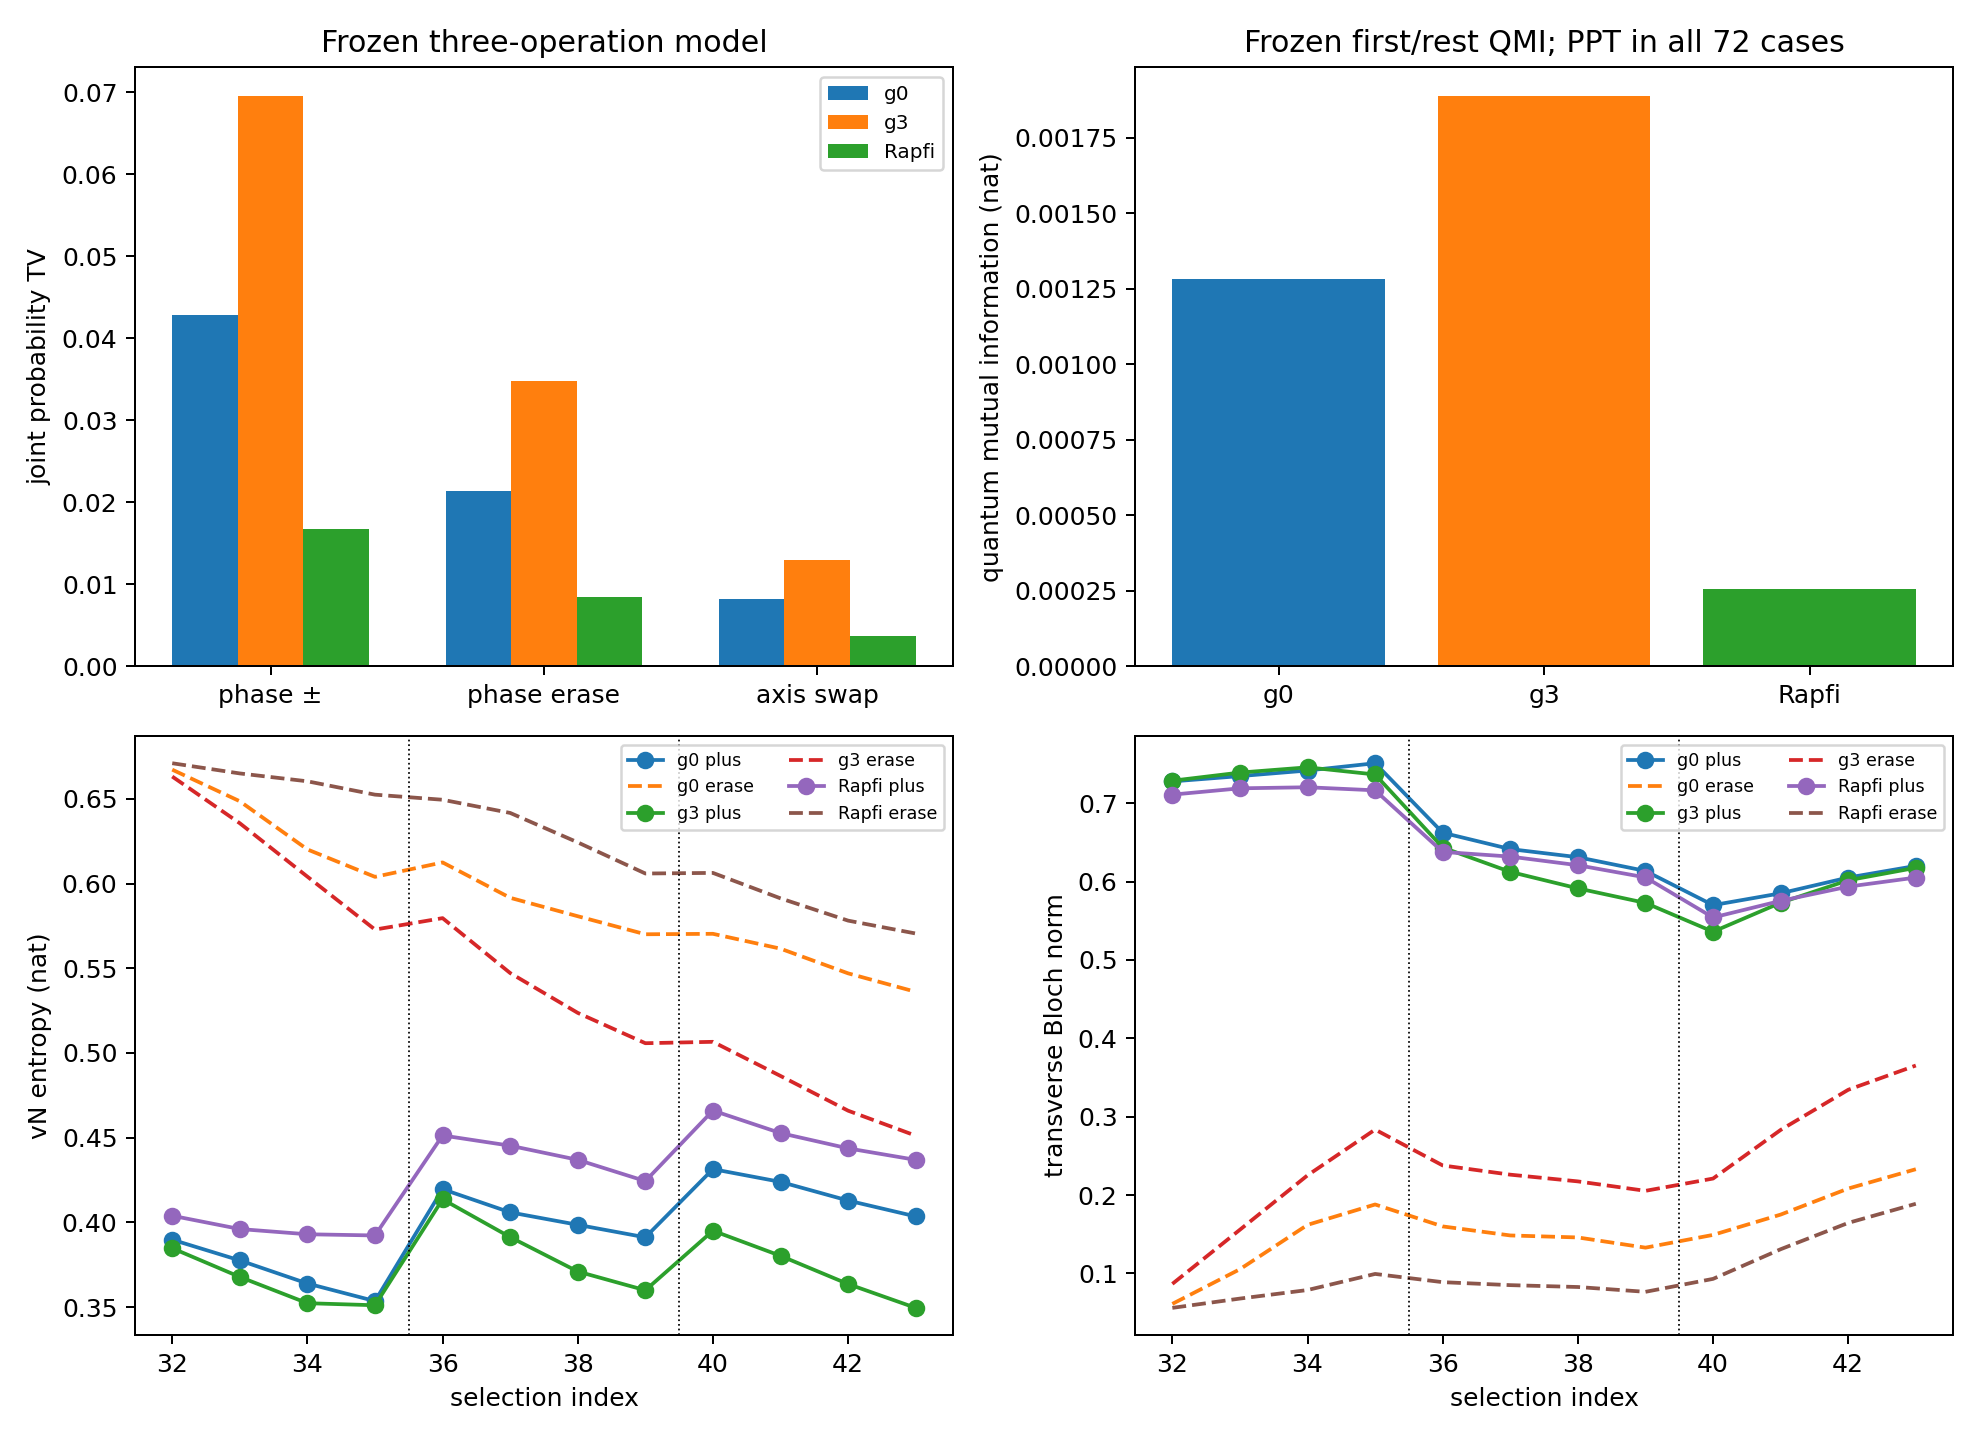 Frozen three-operation model
joint probability TV
0.07
0.06
0.05
0.04
0.03
0.02
0.01
0.00
g0
g3
Rapfi
phase ±
phase erase
axis swap
Frozen first/rest QMI; PPT in all 72 cases
quantum mutual information (nat)
0.00175
0.00150
0.00125
0.00100
0.00075
0.00050
0.00025
0.00000
g0
g3
Rapfi
vN entropy (nat)
0.65
0.60
0.55
0.50
0.45
0.40
0.35
g0 plus
g0 erase
g3 plus
g3 erase
Rapfi plus
Rapfi erase
32
34
36
38
40
42
selection index
transverse Bloch norm
0.7
0.6
0.5
0.4
0.3
0.2
0.1
g0 plus
g0 erase
g3 plus
g3 erase
Rapfi plus
Rapfi erase
32
34
36
38
40
42
selection index